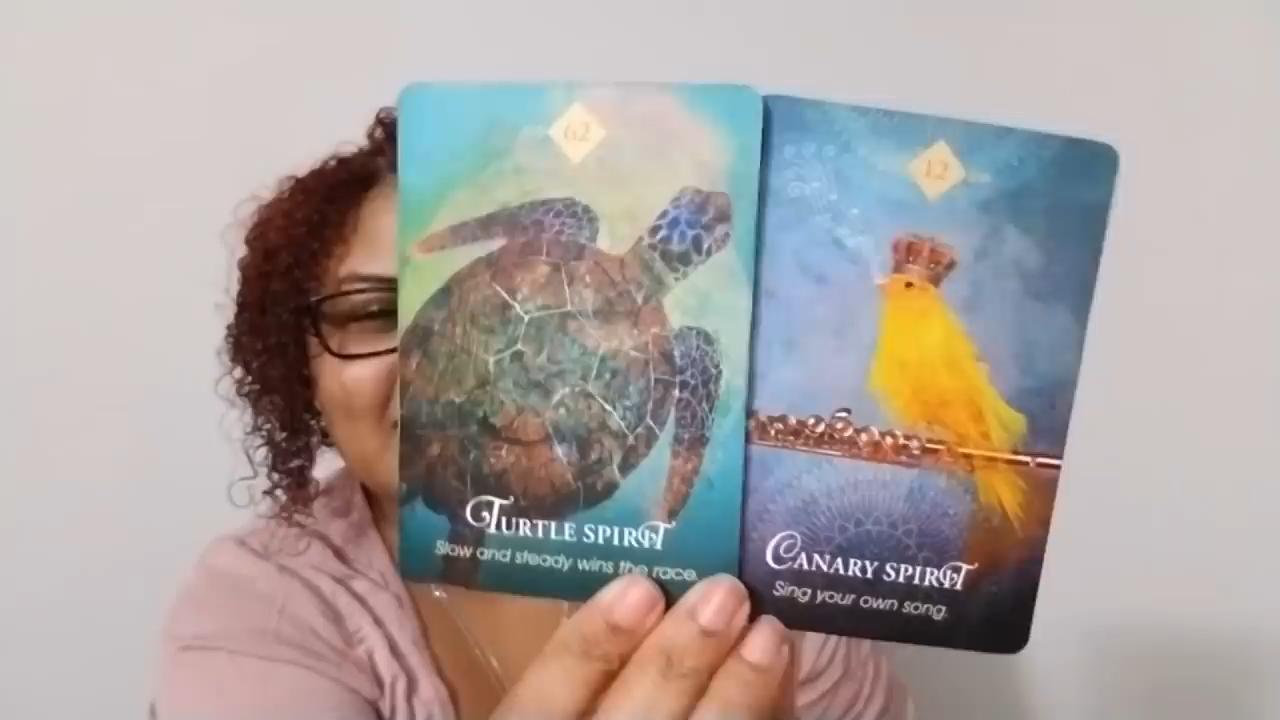 62
TURTLE SPIRIT
Slow and steady wins the race.
12
CANARY SPIRIT
Sing your own song.